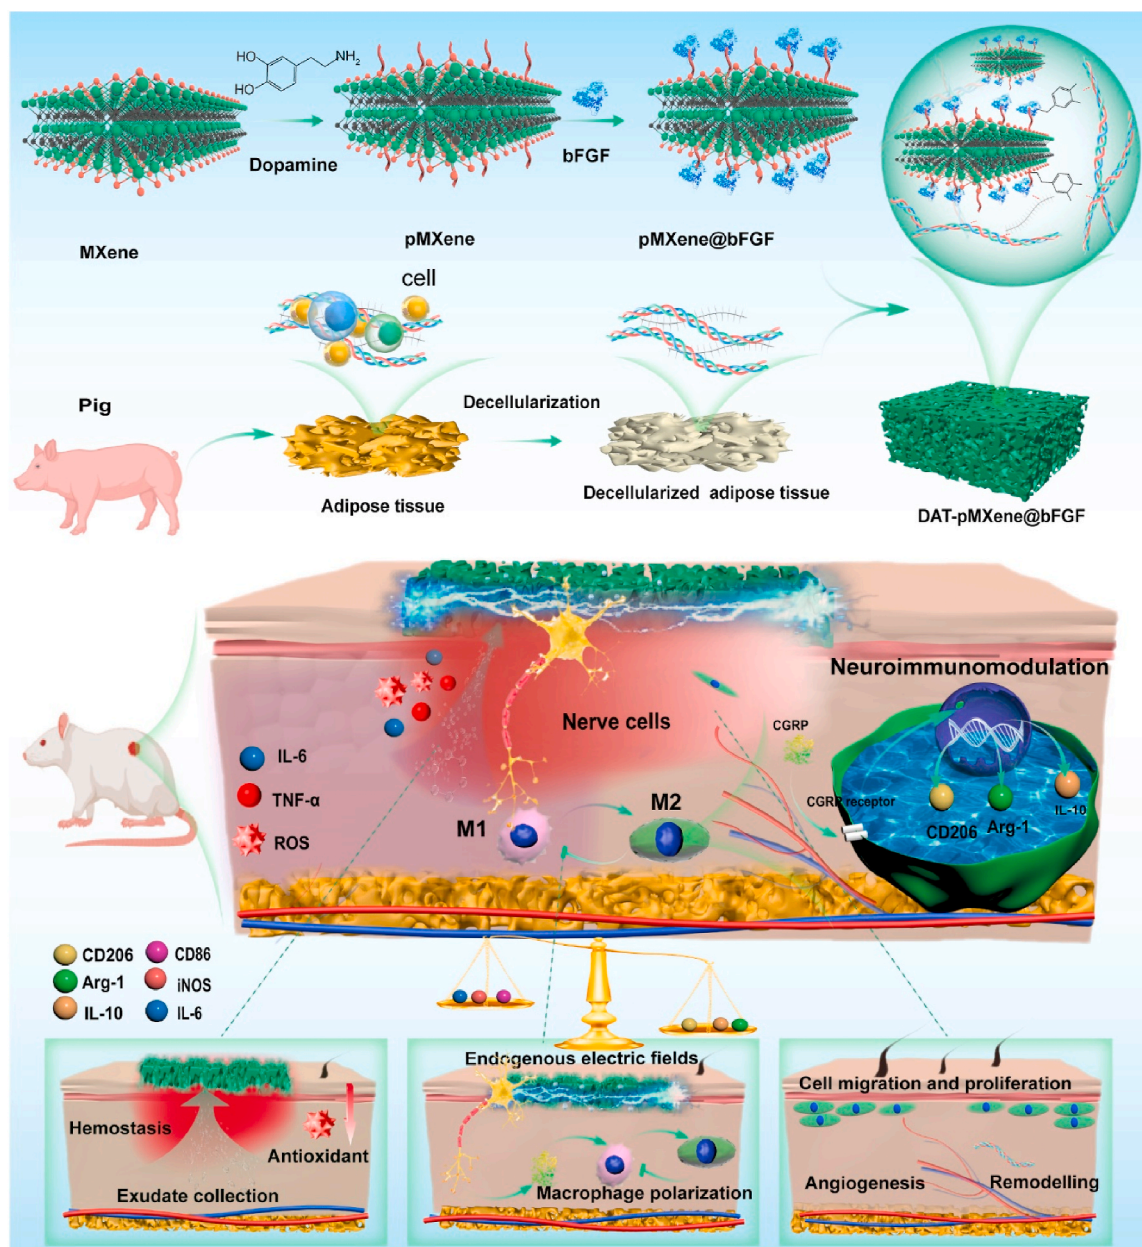 HO
NH2
HO
Dopamine
bFGF
MXene
pMXene
pMXene@bFGF
cell
Pig
Decellularization
Adipose tissue
Decellularized adipose tissue
DAT-pMXene@bFGF
Neuroimmunomodulation
Nerve cells
CGRP
IL-6
TNF-α
ROS
M1
M2
CGRP receptor
CD206
Arg-1
IL-10
CD206
CD86
Arg-1
iNOS
IL-10
IL-6
Endogenous electric fields
Cell migration and proliferation
Hemostasis
Antioxidant
Exudate collection
Macrophage polarization
Angiogenesis
Remodelling